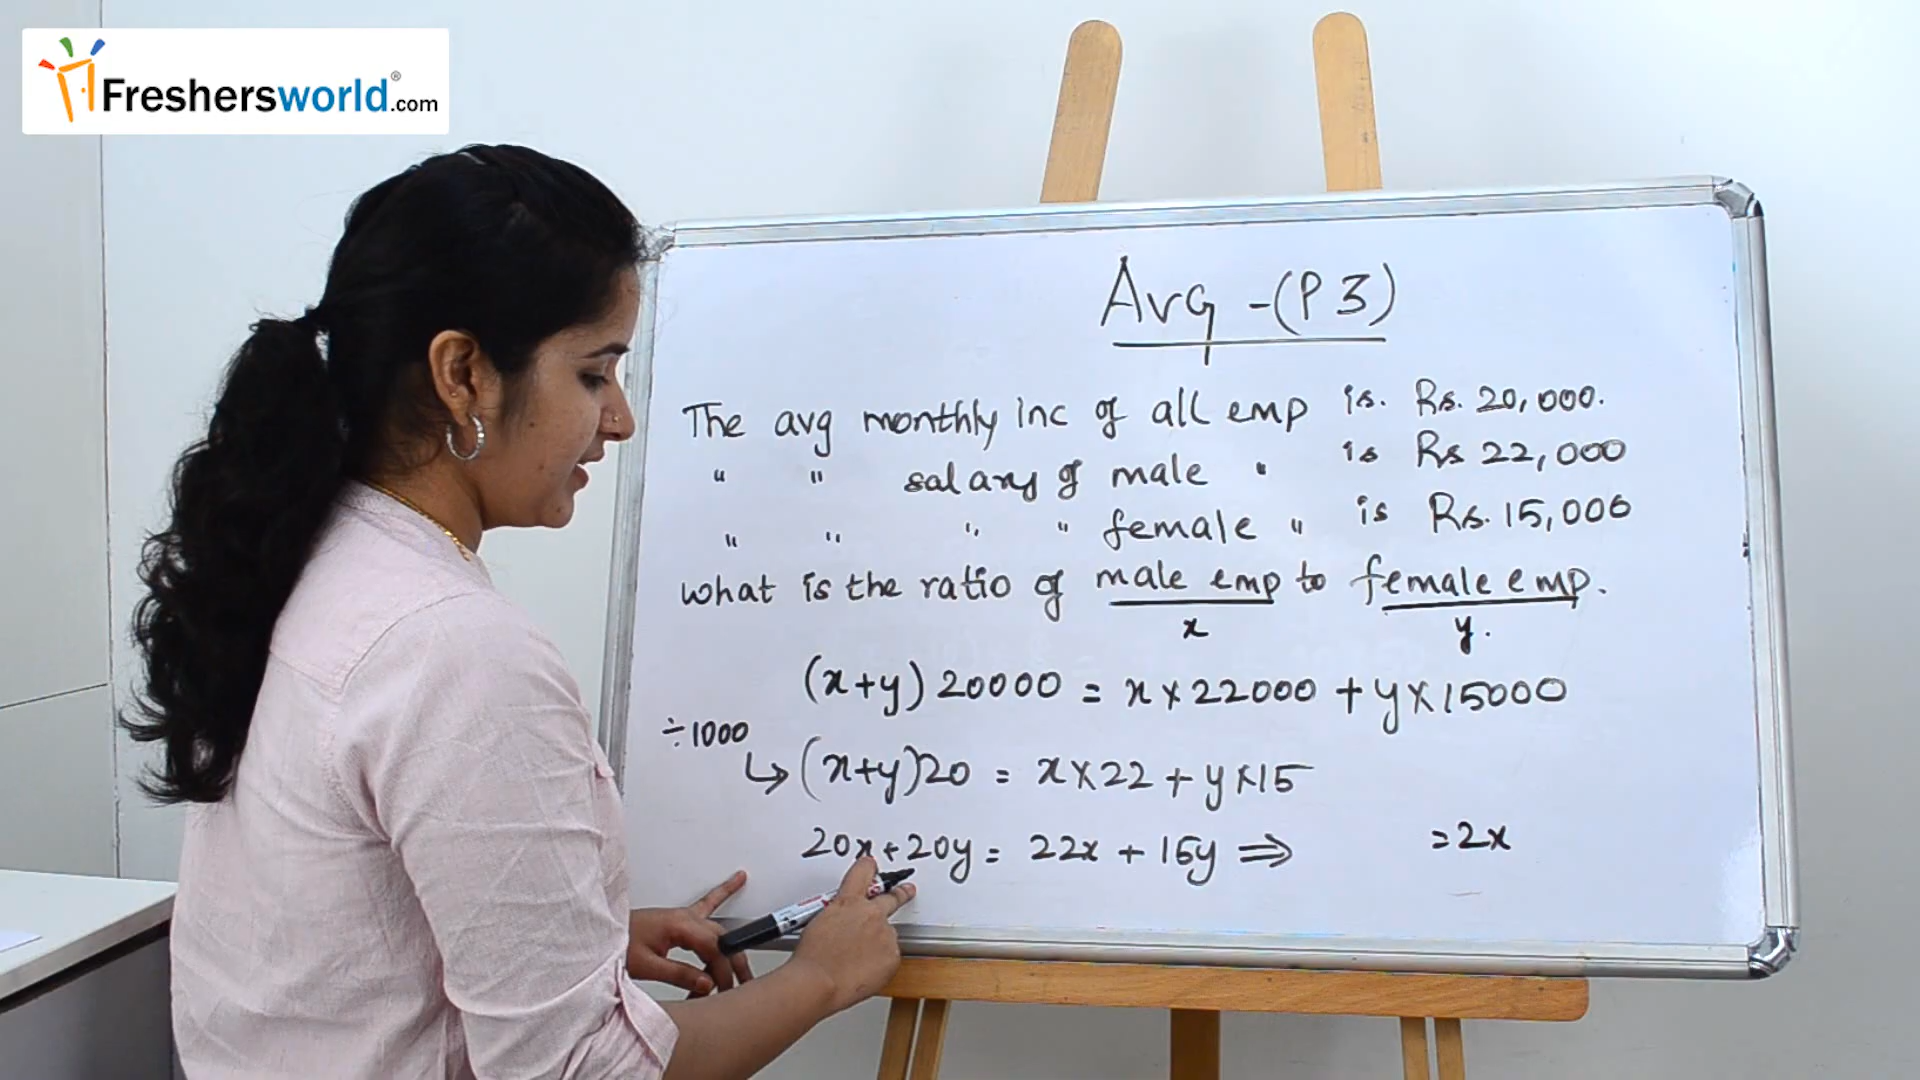 Freshersworld.com®
Avg - (P3)
The avg monthly inc of all emp is. Rs. 20,000.
" " salary of male " is Rs 22,000
" " " " female " is Rs. 15,000
what is the ratio of male emp to female emp.
x y.
(x+y) 20000 = x × 22000 + y × 15000
÷1000
↳ (x+y)20 = x × 22 + y × 15
20x + 20y = 22x + 15y ⇒ = 2x